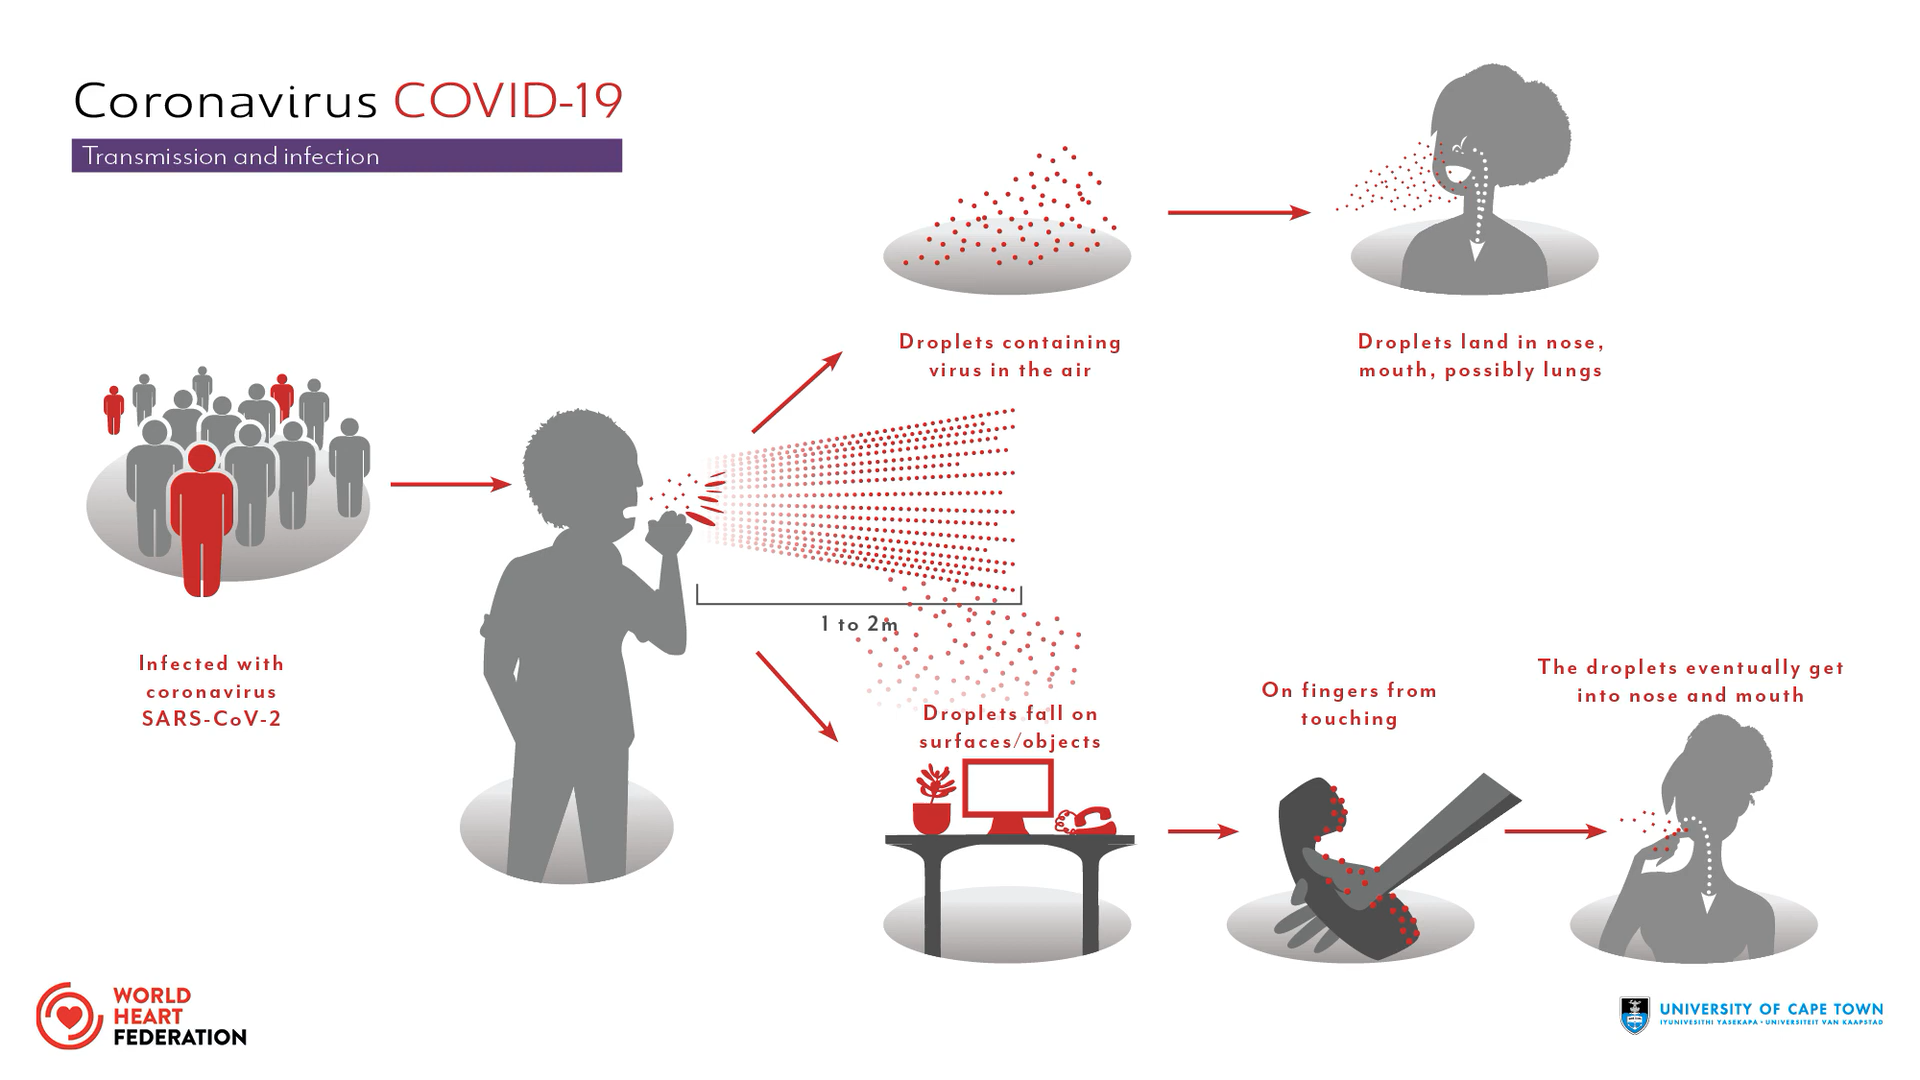 Coronavirus COVID-19
Transmission and infection
Droplets containing
virus in the air
Droplets land in nose,
mouth, possibly lungs
Infected with
coronavirus
SARS-CoV-2
1 to 2m
Droplets fall on
surfaces/objects
On fingers from
touching
The droplets eventually get
into nose and mouth
WORLD
HEART
FEDERATION
UNIVERSITY OF CAPE TOWN
IYUNIVESITHI YASEKAPA • UNIVERSITEIT VAN KAAPSTAD